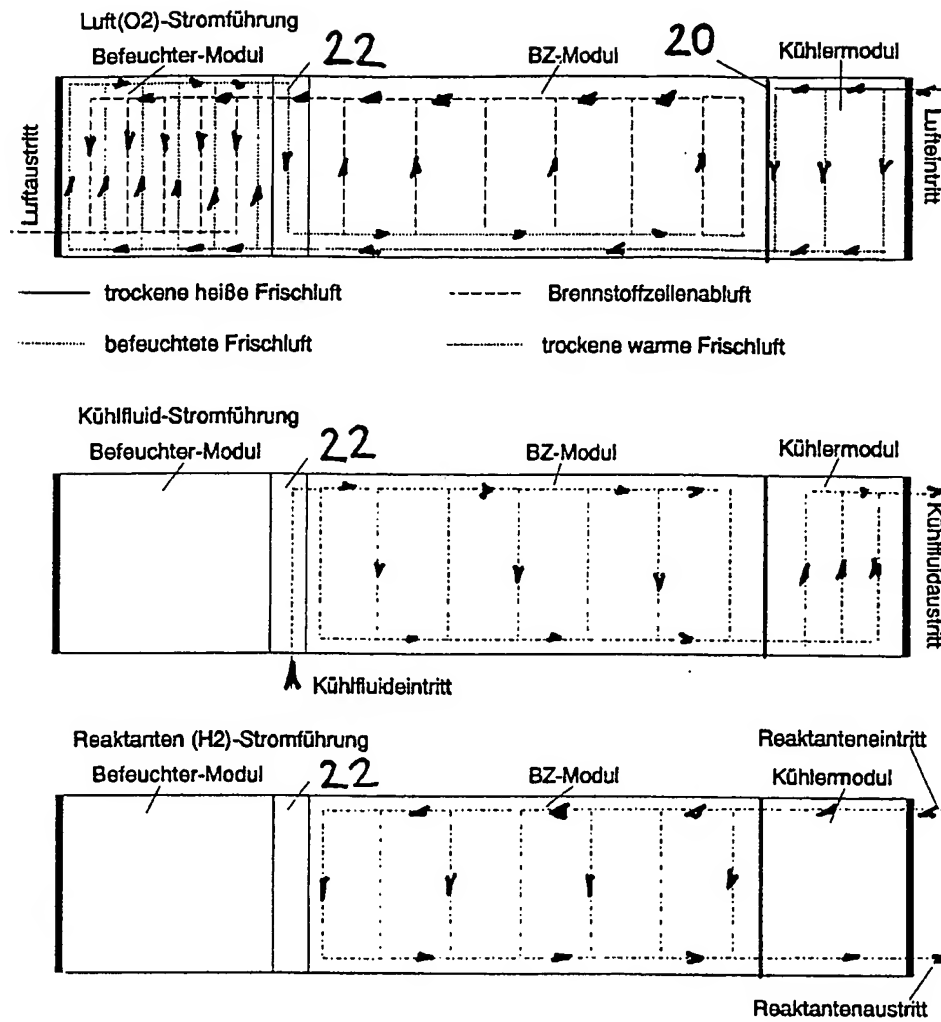 Luft(O2)-Stromführung
Befeuchter-Modul
22
BZ-Modul
20
Kühlermodul
Luftaustritt
Lufteintritt
trockene heiße Frischluft
Brennstoffzellenabluft
befeuchtete Frischluft
trockene warme Frischluft
Kühlfluid-Stromführung
Befeuchter-Modul
22
BZ-Modul
Kühlermodul
Kühlfluidaustritt
Kühlfluideintritt
Reaktanten (H2)-Stromführung
Reaktanteneintritt
Befeuchter-Modul
22
BZ-Modul
Kühlermodul
Reaktantenaustritt